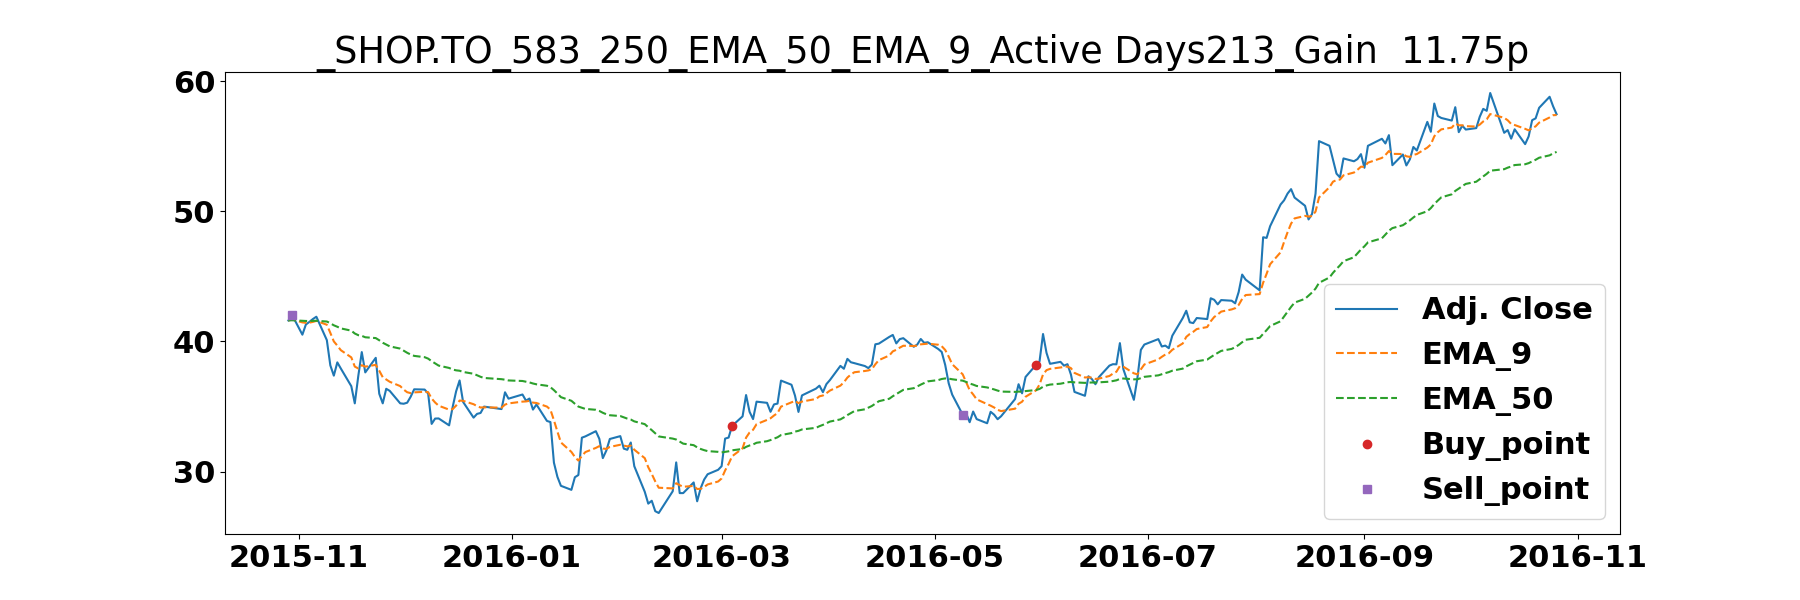 _SHOP.TO_583_250_EMA_50_EMA_9_Active Days213_Gain  11.75p
60
50
40
30
Adj. Close
EMA_9
EMA_50
Buy_point
Sell_point
2015-11 2016-01 2016-03 2016-05 2016-07 2016-09 2016-11